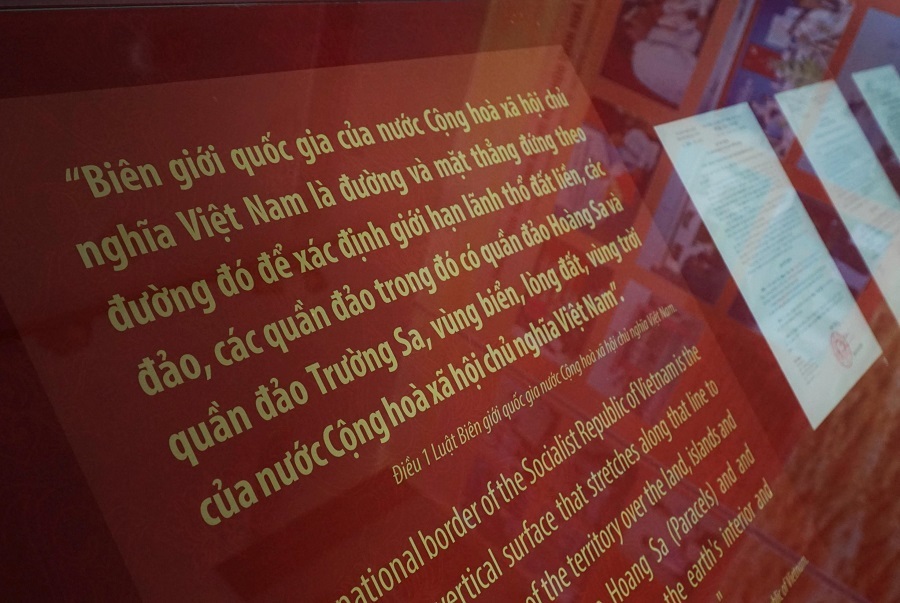 “Biên giới quốc gia của nước Cộng hoà xã hội chủ
nghĩa Việt Nam là đường và mặt thẳng đứng theo
đường đó để xác định giới hạn lãnh thổ đất liền, các
đảo, các quần đảo trong đó có quần đảo Hoàng Sa và
quần đảo Trường Sa, vùng biển, lòng đất, vùng trời
của nước Cộng hoà xã hội chủ nghĩa Việt Nam”.
Điều 1 Luật Biên giới quốc gia nước Cộng hoà xã hội chủ nghĩa Việt Nam.
national border of the Socialist Republic of Vietnam is the
vertical surface that stretches along that line to
of the territory over the land, islands and
Hoang Sa (Paracels) and and
the earth's interior and
of Vietnam.